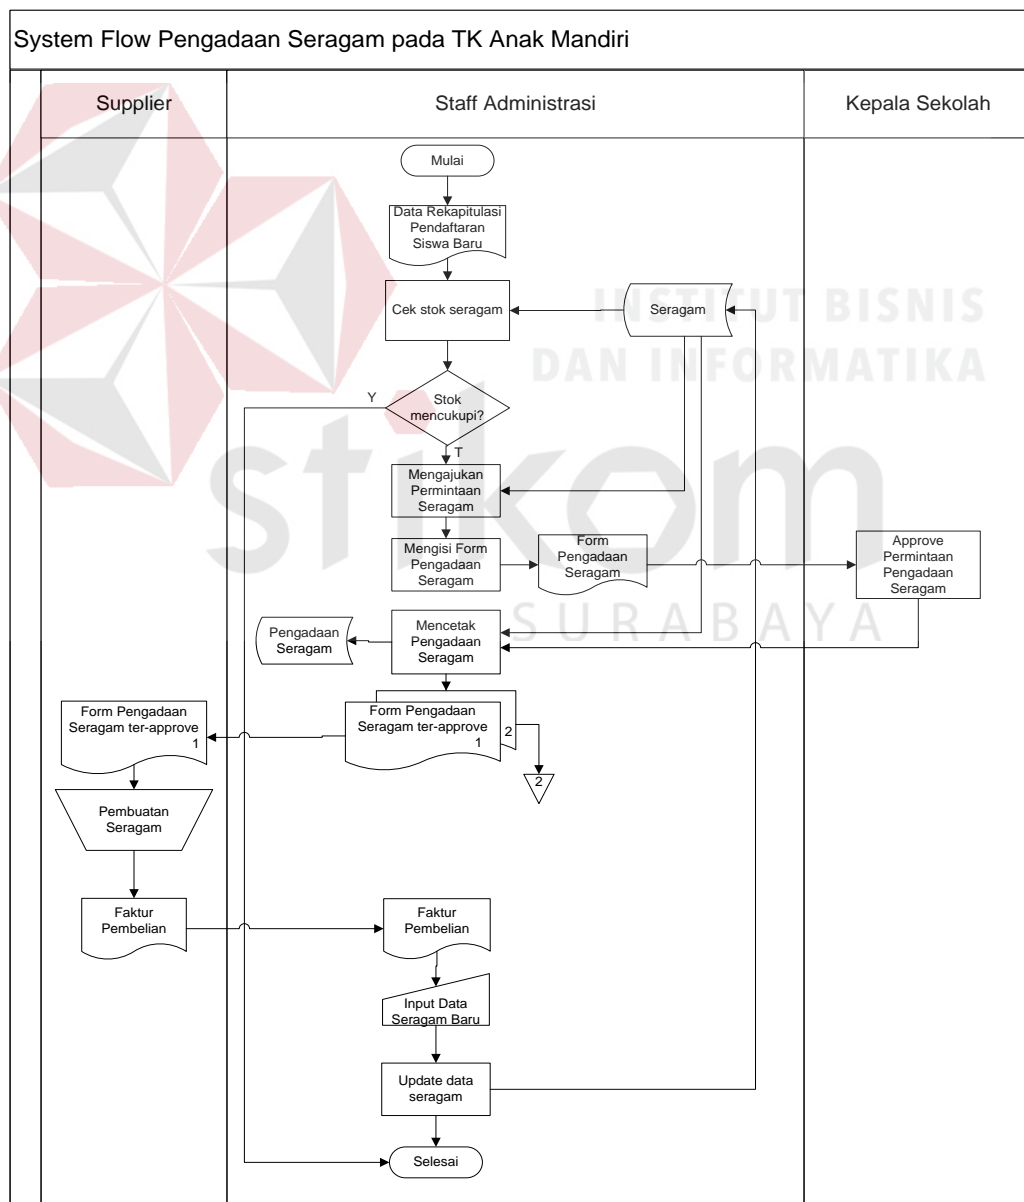 System Flow Pengadaan Seragam pada TK Anak Mandiri
Supplier
Staff Administrasi
Kepala Sekolah
Mulai
Data Rekapitulasi
Pendaftaran
Siswa Baru
Cek stok seragam
Seragam
INSTITUT BISNIS
DAN INFORMATIKA
stikom
SURABAYA
Y
Stok
mencukupi?
T
Mengajukan
Permintaan
Seragam
Mengisi Form
Pengadaan
Seragam
Form
Pengadaan
Seragam
Approve
Permintaan
Pengadaan
Seragam
Pengadaan
Seragam
Mencetak
Pengadaan
Seragam
Form Pengadaan
Seragam ter-approve
1
Form Pengadaan
Seragam ter-approve
1
2
2
Pembuatan
Seragam
Faktur
Pembelian
Faktur
Pembelian
Input Data
Seragam Baru
Update data
seragam
Selesai